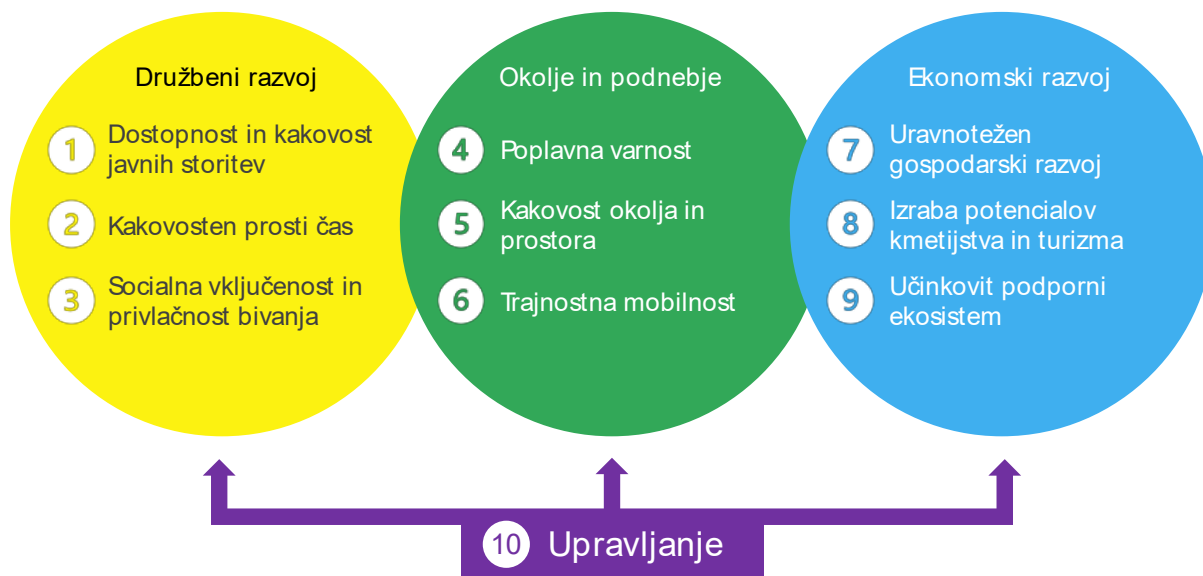 Družbeni razvoj
1
Dostopnost in kakovost
javnih storitev
2
Kakovosten prosti čas
3
Socialna vključenost in
privlačnost bivanja
Okolje in podnebje
4
Poplavna varnost
5
Kakovost okolja in
prostora
6
Trajnostna mobilnost
Ekonomski razvoj
7
Uravnotežen
gospodarski razvoj
8
Izraba potencialov
kmetijstva in turizma
9
Učinkovit podporni
ekosistem
10 Upravljanje